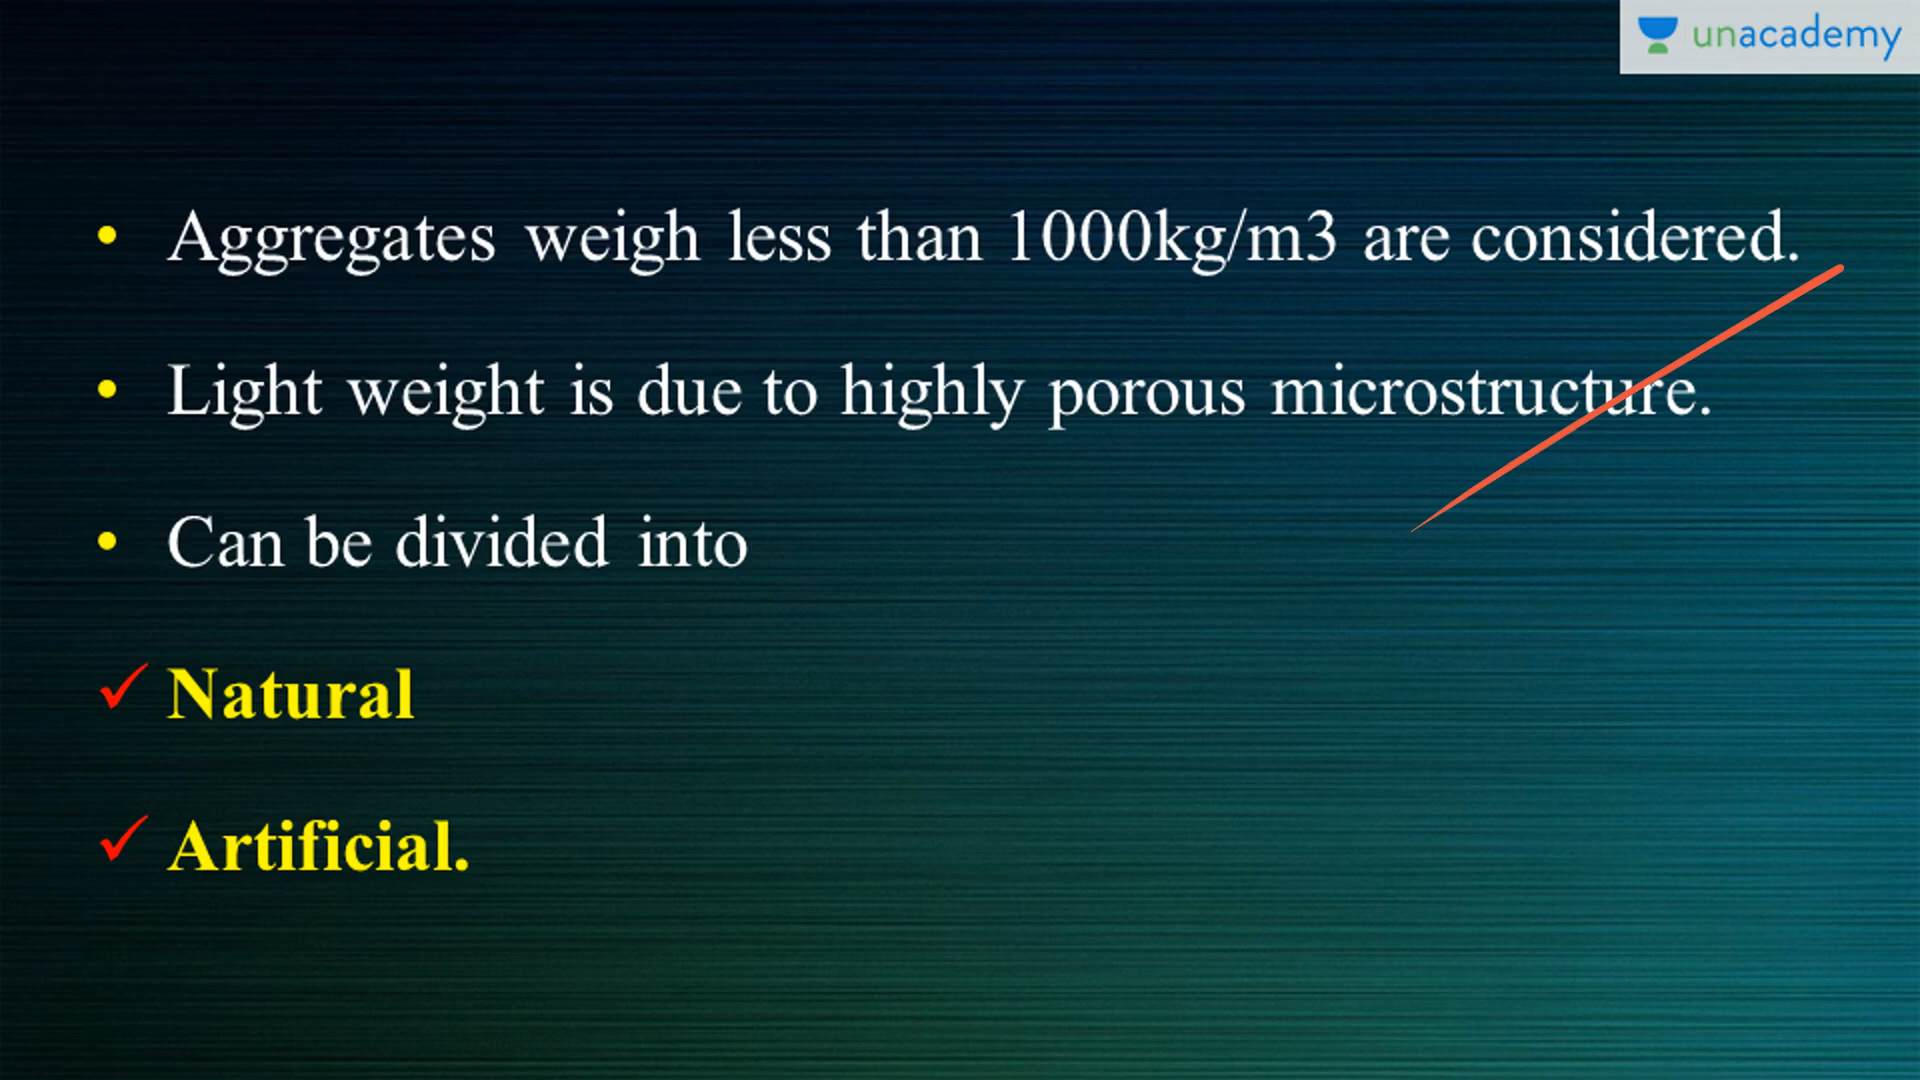 unacademy
• Aggregates weigh less than 1000kg/m3 are considered.
• Light weight is due to highly porous microstructure.
• Can be divided into
✓ Natural
✓ Artificial.